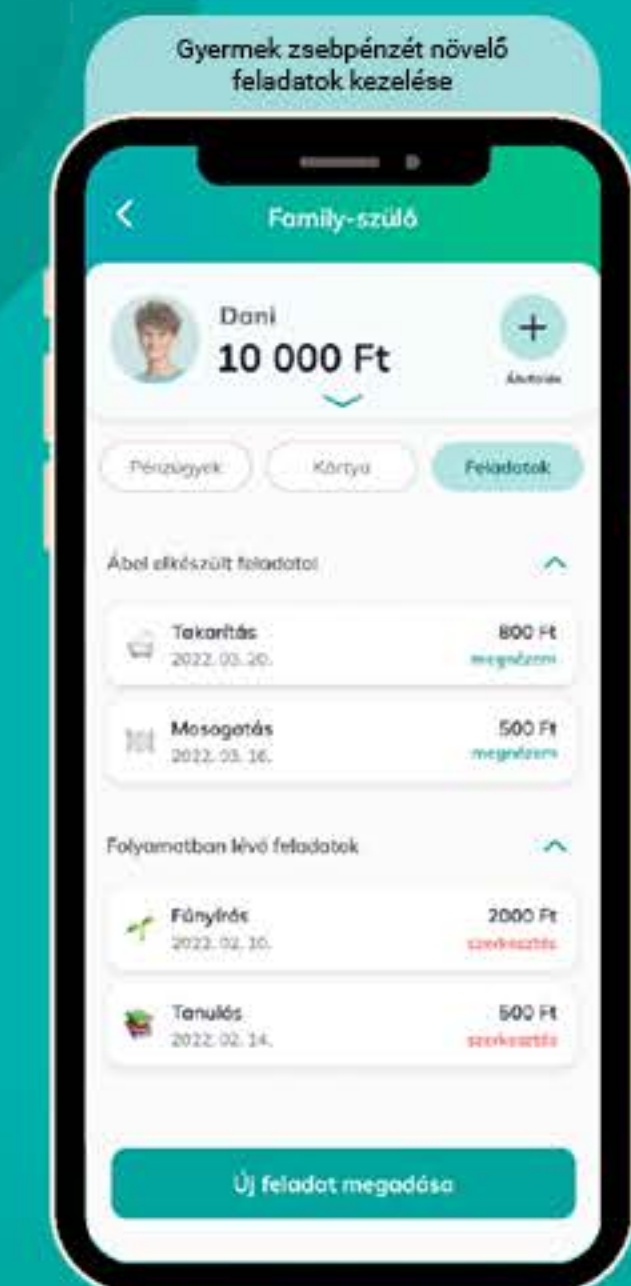 Gyermek zsebpénzét növelő
feladatok kezelése
Family-szülő
Dani
10 000 Ft
Átutalás
Pénzügyek
Kártya
Feladatok
Ábel elkészült feladatai
Takarítás
800 Ft
2022. 03. 20.
megnézem
Mosogatás
500 Ft
2022. 03. 16.
megnézem
Folyamatban lévő feladatok
Fűnyírás
2000 Ft
2022. 02. 10.
szerkesztés
Tanulás
500 Ft
2022. 02. 14.
szerkesztés
Új feladat megadása